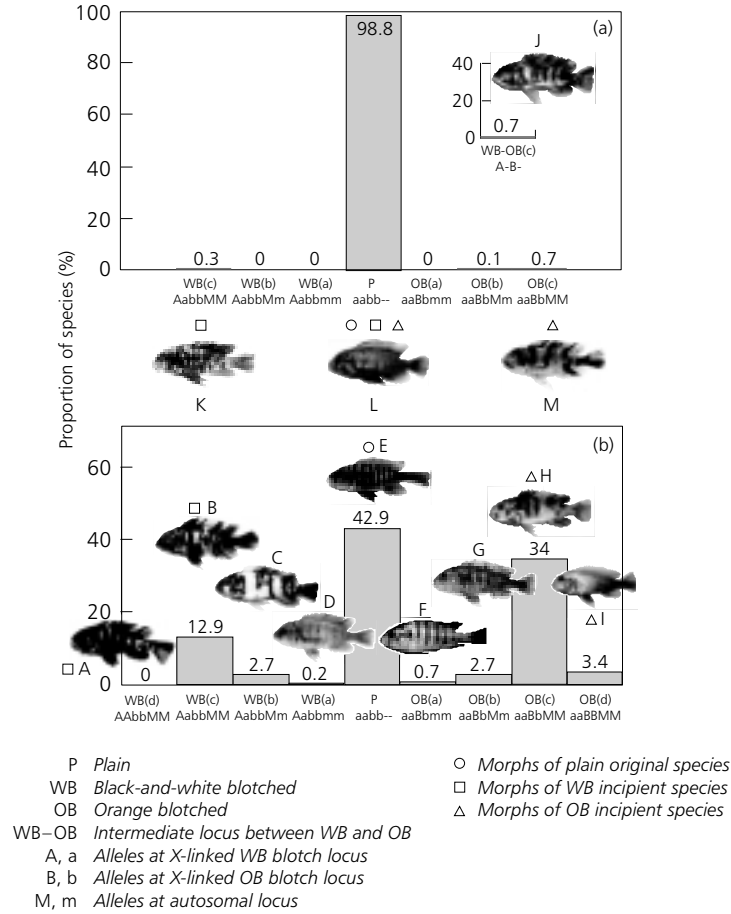 Proportion of species (%)
100
80
60
40
20
0
(a)
98.8
J
40
20
0
0.7
WB-OB(c)
A-B-
0.3
0
0
0
0.1
0.7
WB(c) WB(b) WB(a) P OB(a) OB(b) OB(c)
AabbMM AabbMm Aabbmm aabb-- aaBbmm aaBbMm aaBbMM
K L M
(b)
60
40
20
0
E
B
H
42.9
C
G
34
D
F
I
A
0
12.9
2.7
0.2
0.7
2.7
3.4
WB(d) WB(c) WB(b) WB(a) P OB(a) OB(b) OB(c) OB(d)
AAbbMM AabbMM AabbMm Aabbmm aabb-- aaBbmm aaBbMm aaBbMM aaBBMM
P Plain
WB Black-and-white blotched
OB Orange blotched
WB–OB Intermediate locus between WB and OB
A, a Alleles at X-linked WB blotch locus
B, b Alleles at X-linked OB blotch locus
M, m Alleles at autosomal locus
○ Morphs of plain original species
□ Morphs of WB incipient species
△ Morphs of OB incipient species